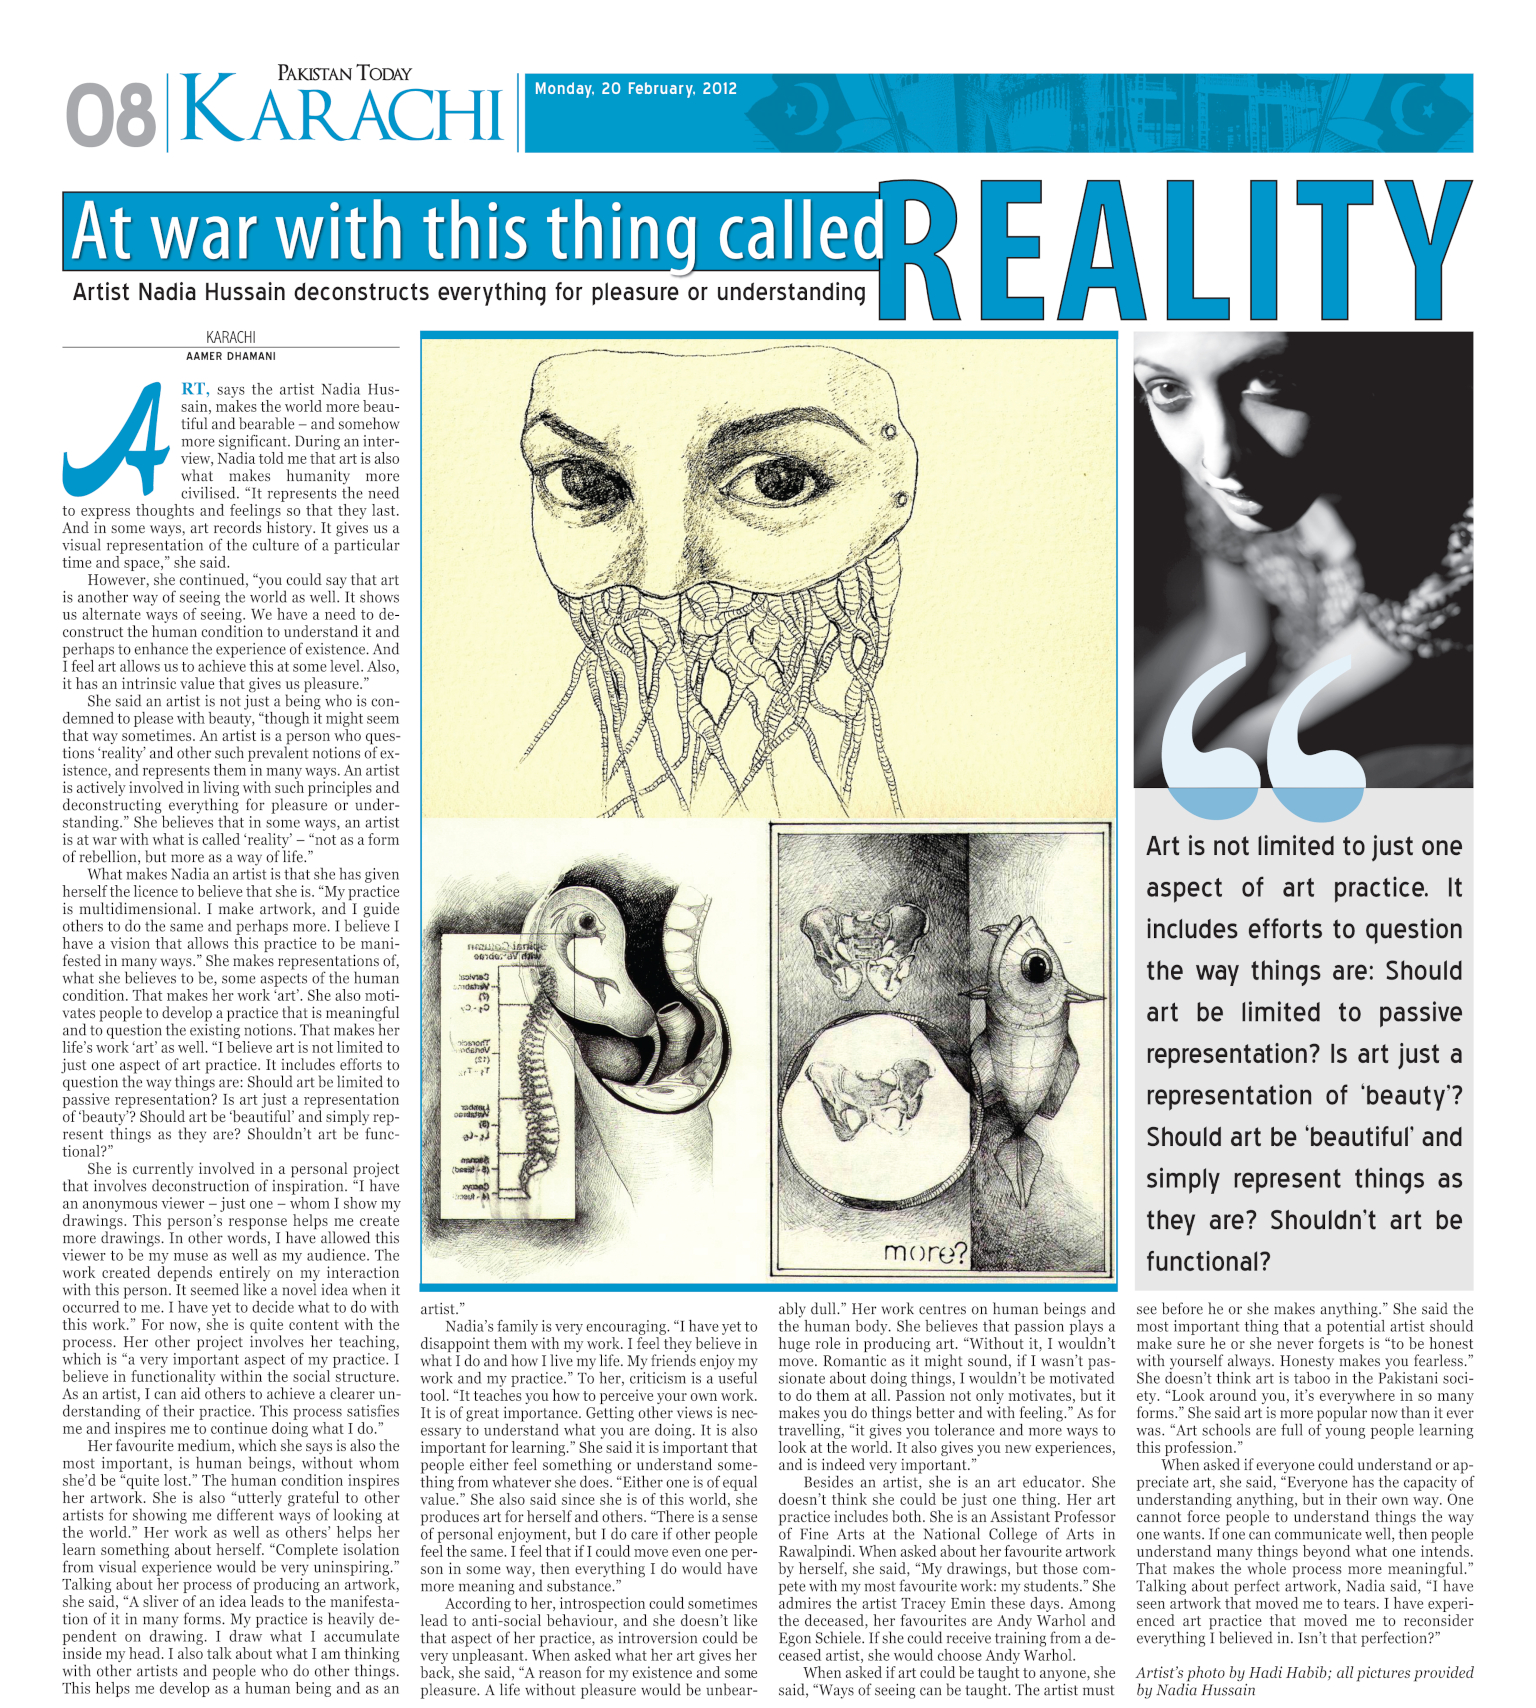 08
PAKISTAN TODAY
KARACHI
Monday, 20 February, 2012
At war with this thing called REALITY
Artist Nadia Hussain deconstructs everything for pleasure or understanding
KARACHI
AAMER DHAMANI
ART, says the artist Nadia Hus-
sain, makes the world more beau-
tiful and bearable – and somehow
more significant. During an inter-
view, Nadia told me that art is also
what makes humanity more
civilised. “It represents the need
to express thoughts and feelings so that they last.
And in some ways, art records history. It gives us a
visual representation of the culture of a particular
time and space,” she said.
However, she continued, “you could say that art
is another way of seeing the world as well. It shows
us alternate ways of seeing. We have a need to de-
construct the human condition to understand it and
perhaps to enhance the experience of existence. And
I feel art allows us to achieve this at some level. Also,
it has an intrinsic value that gives us pleasure.”
She said an artist is not just a being who is con-
demned to please with beauty, “though it might seem
that way sometimes. An artist is a person who ques-
tions ‘reality’ and other such prevalent notions of ex-
istence, and represents them in many ways. An artist
is actively involved in living with such principles and
deconstructing everything for pleasure or under-
standing.” She believes that in some ways, an artist
is at war with what is called ‘reality’ – “not as a form
of rebellion, but more as a way of life.”
What makes Nadia an artist is that she has given
herself the licence to believe that she is. “My practice
is multidimensional. I make artwork, and I guide
others to do the same and perhaps more. I believe I
have a vision that allows this practice to be mani-
fested in many ways.” She makes representations of,
what she believes to be, some aspects of the human
condition. That makes her work ‘art’. She also moti-
vates people to develop a practice that is meaningful
and to question the existing notions. That makes her
life’s work ‘art’ as well. “I believe art is not limited to
just one aspect of art practice. It includes efforts to
question the way things are: Should art be limited to
passive representation? Is art just a representation
of ‘beauty’? Should art be ‘beautiful’ and simply rep-
resent things as they are? Shouldn’t art be func-
tional?”
She is currently involved in a personal project
that involves deconstruction of inspiration. “I have
an anonymous viewer – just one – whom I show my
drawings. This person’s response helps me create
more drawings. In other words, I have allowed this
viewer to be my muse as well as my audience. The
work created depends entirely on my interaction
with this person. It seemed like a novel idea when it
occurred to me. I have yet to decide what to do with
this work.” For now, she is quite content with the
process. Her other project involves her teaching,
which is “a very important aspect of my practice. I
believe in functionality within the social structure.
As an artist, I can aid others to achieve a clearer un-
derstanding of their practice. This process satisfies
me and inspires me to continue doing what I do.”
Her favourite medium, which she says is also the
most important, is human beings, without whom
she’d be “quite lost.” The human condition inspires
her artwork. She is also “utterly grateful to other
artists for showing me different ways of looking at
the world.” Her work as well as others’ helps her
learn something about herself. “Complete isolation
from visual experience would be very uninspiring.”
Talking about her process of producing an artwork,
she said, “A sliver of an idea leads to the manifesta-
tion of it in many forms. My practice is heavily de-
pendent on drawing. I draw what I accumulate
inside my head. I also talk about what I am thinking
with other artists and people who do other things.
This helps me develop as a human being and as an
artist.”
Nadia’s family is very encouraging. “I have yet to
disappoint them with my work. I feel they believe in
what I do and how I live my life. My friends enjoy my
work and my practice.” To her, criticism is a useful
tool. “It teaches you how to perceive your own work.
It is of great importance. Getting other views is nec-
essary to understand what you are doing. It is also
important for learning.” She said it is important that
people either feel something or understand some-
thing from whatever she does. “Either one is of equal
value.” She also said since she is of this world, she
produces art for herself and others. “There is a sense
of personal enjoyment, but I do care if other people
feel the same. I feel that if I could move even one per-
son in some way, then everything I do would have
more meaning and substance.”
According to her, introspection could sometimes
lead to anti-social behaviour, and she doesn’t like
that aspect of her practice, as introversion could be
very unpleasant. When asked what her art gives her
back, she said, “A reason for my existence and some
pleasure. A life without pleasure would be unbear-
ably dull.” Her work centres on human beings and
the human body. She believes that passion plays a
huge role in producing art. “Without it, I wouldn’t
move. Romantic as it might sound, if I wasn’t pas-
sionate about doing things, I wouldn’t be motivated
to do them at all. Passion not only motivates, but it
makes you do things better and with feeling.” As for
travelling, “it gives you tolerance and more ways to
look at the world. It also gives you new experiences,
and is indeed very important.”
Besides an artist, she is an art educator. She
doesn’t think she could be just one thing. Her art
practice includes both. She is an Assistant Professor
of Fine Arts at the National College of Arts in
Rawalpindi. When asked about her favourite artwork
by herself, she said, “My drawings, but those com-
pete with my most favourite work: my students.” She
admires the artist Tracey Emin these days. Among
the deceased, her favourites are Andy Warhol and
Egon Schiele. If she could receive training from a de-
ceased artist, she would choose Andy Warhol.
When asked if art could be taught to anyone, she
said, “Ways of seeing can be taught. The artist must
see before he or she makes anything.” She said the
most important thing that a potential artist should
make sure he or she never forgets is “to be honest
with yourself always. Honesty makes you fearless.”
She doesn’t think art is taboo in the Pakistani soci-
ety. “Look around you, it’s everywhere in so many
forms.” She said art is more popular now than it ever
was. “Art schools are full of young people learning
this profession.”
When asked if everyone could understand or ap-
preciate art, she said, “Everyone has the capacity of
understanding anything, but in their own way. One
cannot force people to understand things the way
one wants. If one can communicate well, then people
understand many things beyond what one intends.
That makes the whole process more meaningful.”
Talking about perfect artwork, Nadia said, “I have
seen artwork that moved me to tears. I have experi-
enced art practice that moved me to reconsider
everything I believed in. Isn’t that perfection?”
Artist’s photo by Hadi Habib; all pictures provided
by Nadia Hussain
Spinal Column
more?
“
Art is not limited to just one
aspect of art practice. It
includes efforts to question
the way things are: Should
art be limited to passive
representation? Is art just a
representation of ‘beauty’?
Should art be ‘beautiful’ and
simply represent things as
they are? Shouldn’t art be
functional?